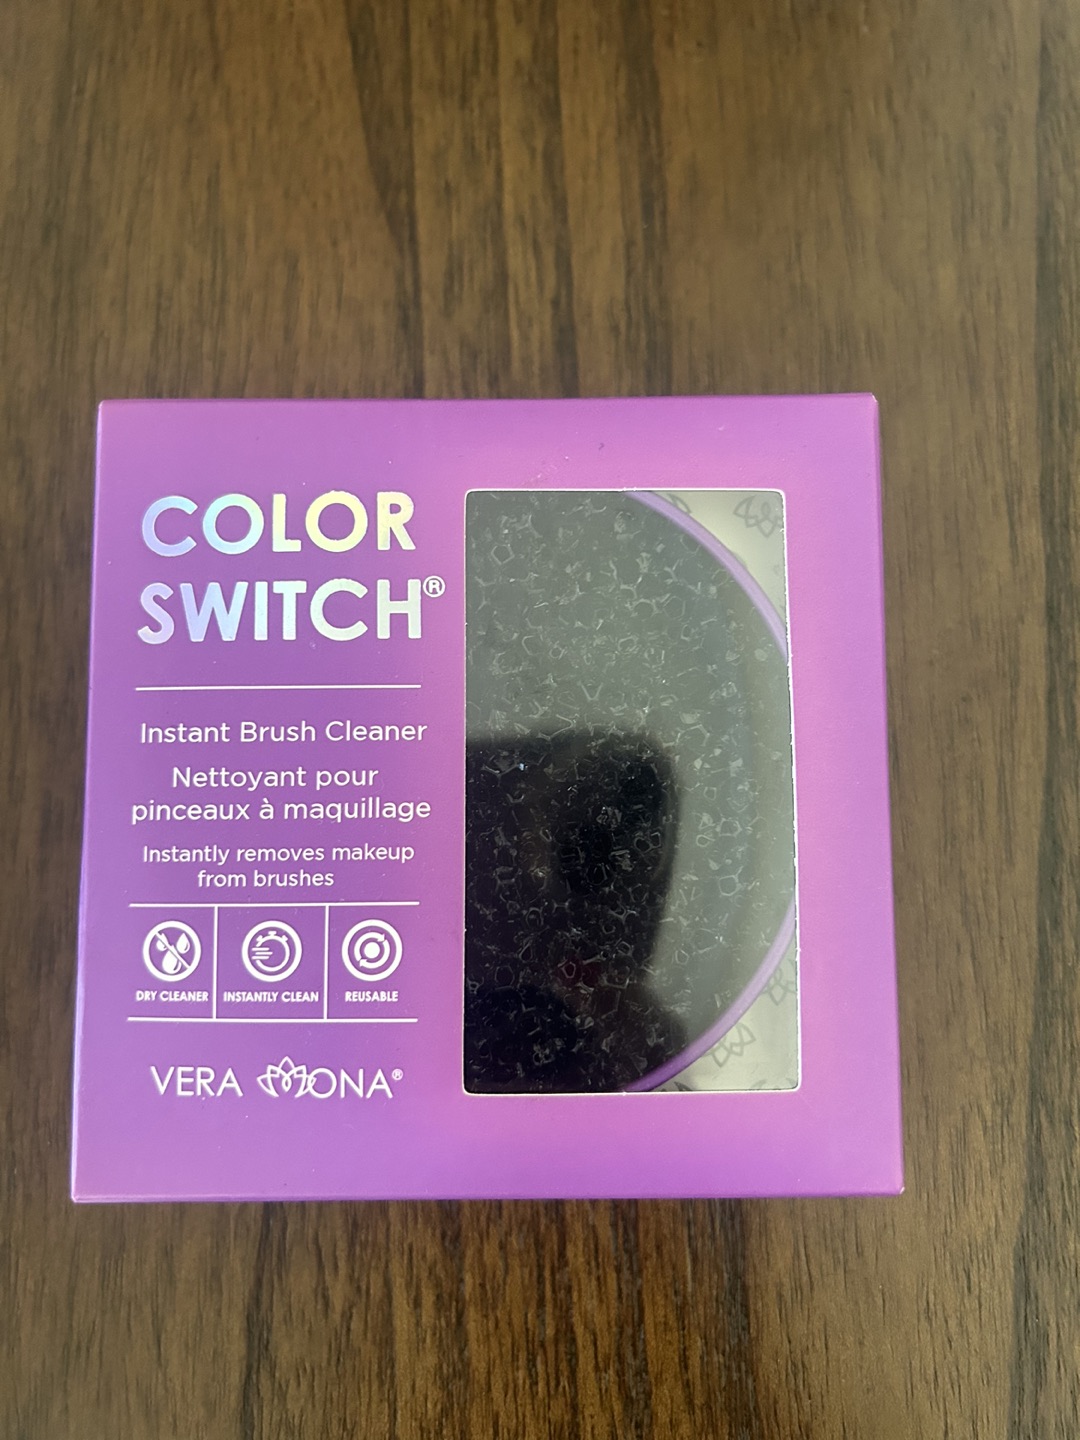 COLOR
SWITCH®
Instant Brush Cleaner
Nettoyant pour
pinceaux à maquillage
Instantly removes makeup
from brushes
DRY CLEANER INSTANTLY CLEAN REUSABLE
VERA MONA®